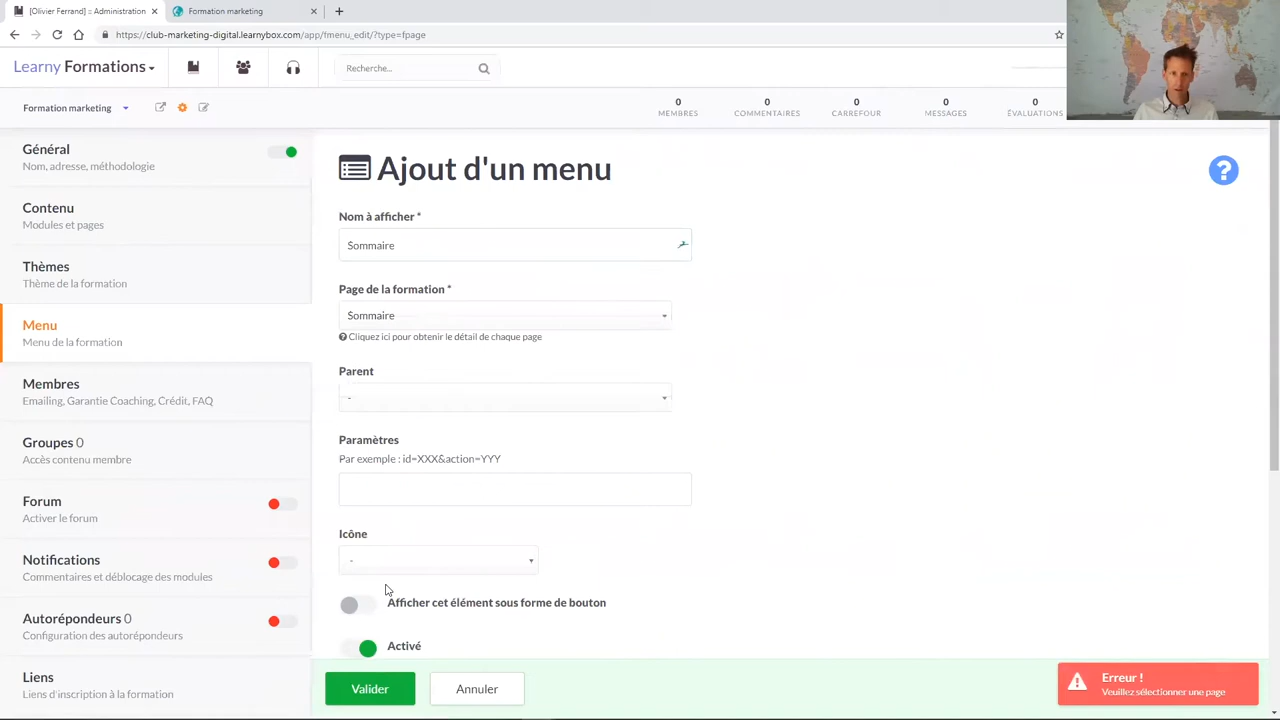 [Olivier Ferrand] :: Administration
Formation marketing
https://club-marketing-digital.learnybox.com/app/fmenu_edit/?type=fpage
Learny Formations
Recherche...
Formation marketing
0
MEMBRES
0
COMMENTAIRES
0
CARREFOUR
0
MESSAGES
0
ÉVALUATIONS
Général
Nom, adresse, méthodologie
Contenu
Modules et pages
Thèmes
Thème de la formation
Menu
Menu de la formation
Membres
Emailing, Garantie Coaching, Crédit, FAQ
Groupes 0
Accès contenu membre
Forum
Activer le forum
Notifications
Commentaires et déblocage des modules
Autorépondeurs 0
Configuration des autorépondeurs
Liens
Liens d'inscription à la formation
Ajout d'un menu
Nom à afficher *
Sommaire
Page de la formation *
Sommaire
Cliquez ici pour obtenir le détail de chaque page
Parent
-
Paramètres
Par exemple : id=XXX&action=YYY
Icône
-
Afficher cet élément sous forme de bouton
Activé
Valider
Annuler
Erreur !
Veuillez sélectionner une page